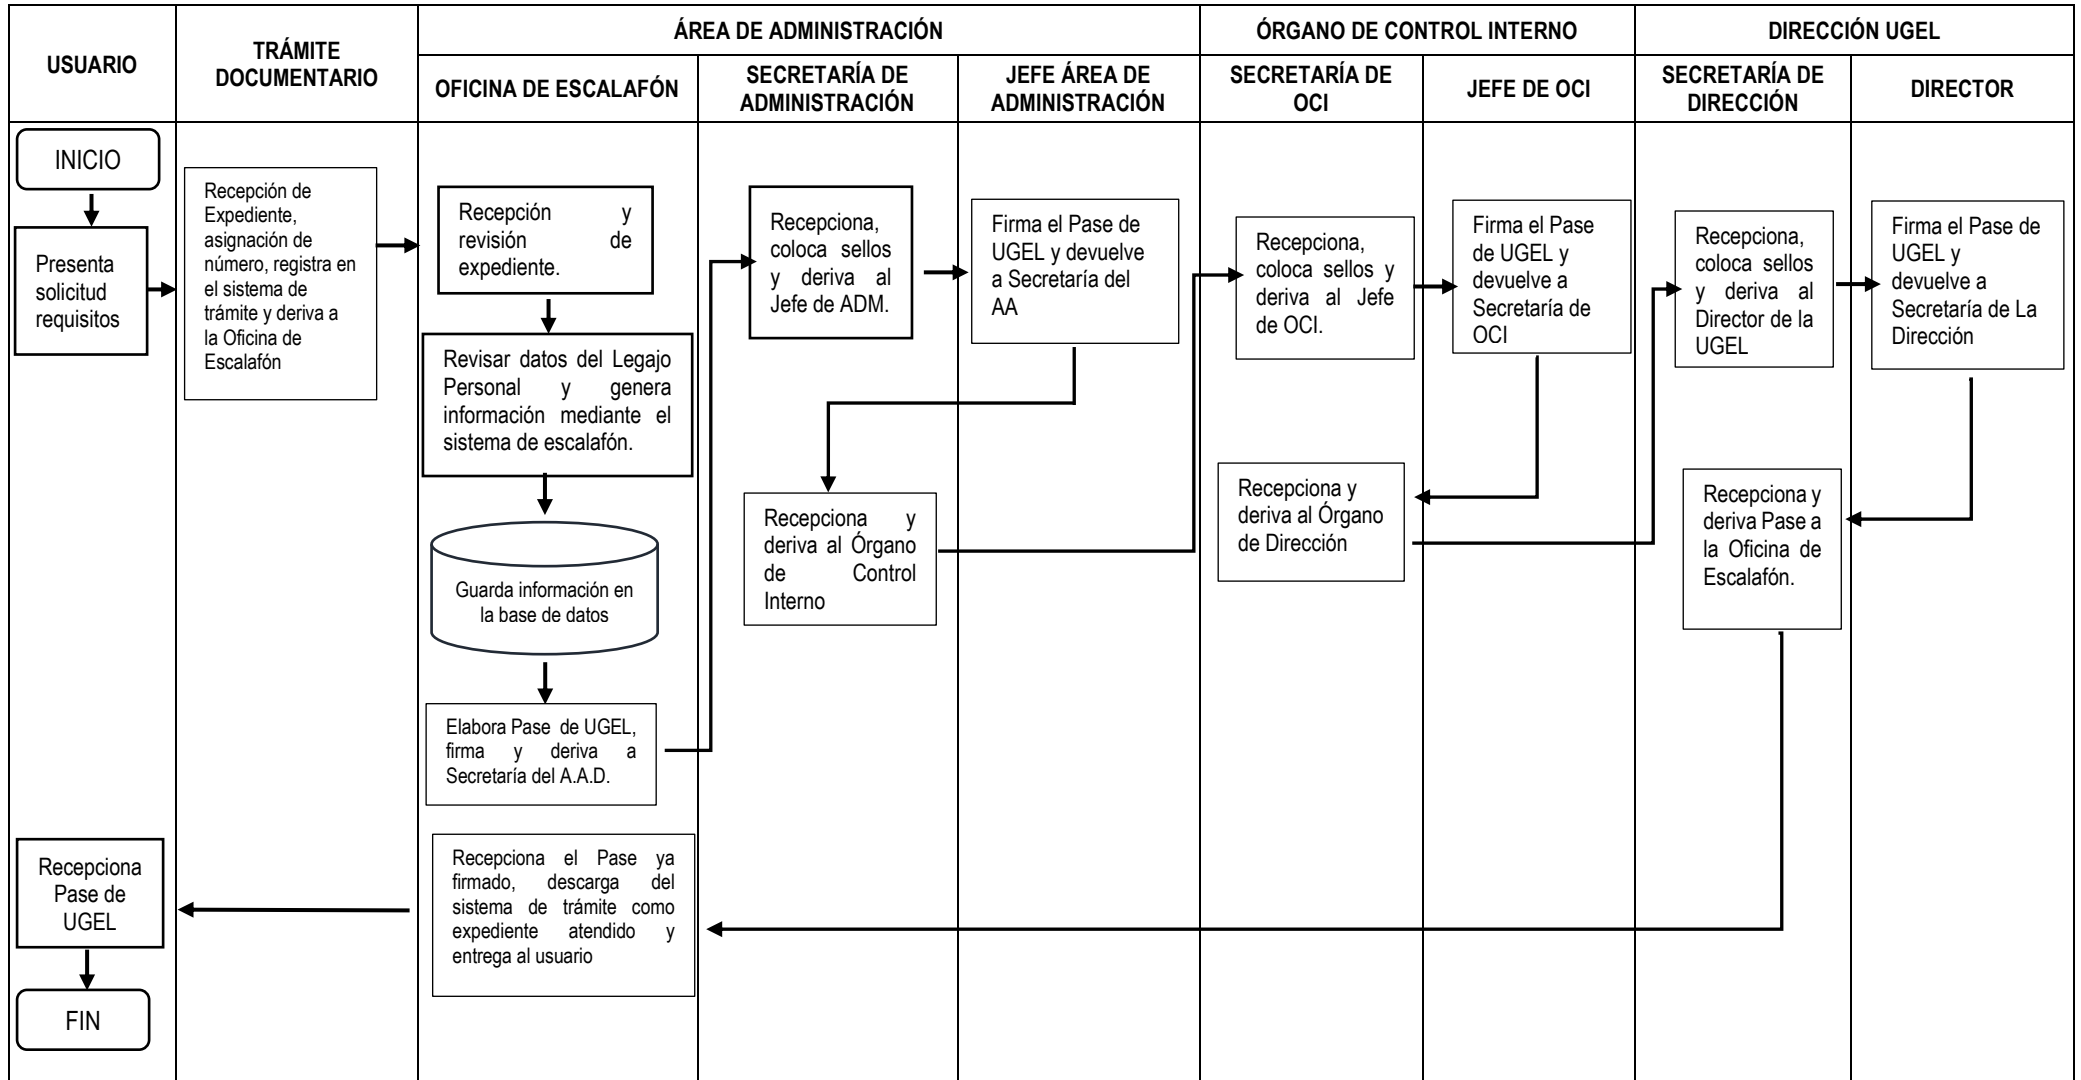 USUARIO
TRÁMITE
DOCUMENTARIO
ÁREA DE ADMINISTRACIÓN
ÓRGANO DE CONTROL INTERNO
DIRECCIÓN UGEL
OFICINA DE ESCALAFÓN
SECRETARÍA DE
ADMINISTRACIÓN
JEFE ÁREA DE
ADMINISTRACIÓN
SECRETARÍA DE
OCI
JEFE DE OCI
SECRETARÍA DE
DIRECCIÓN
DIRECTOR
INICIO
Presenta
solicitud
requisitos
Recepción de
Expediente,
asignación de
número, registra en
el sistema de
trámite y deriva a
la Oficina de
Escalafón
Recepción y
revisión de
expediente.
Revisar datos del Legajo
Personal y genera
información mediante el
sistema de escalafón.
Guarda información en
la base de datos
Elabora Pase de UGEL,
firma y deriva a
Secretaría del A.A.D.
Recepciona,
coloca sellos
y deriva al
Jefe de ADM.
Firma el Pase de
UGEL y devuelve
a Secretaría del
AA
Recepciona y
deriva al Órgano
de Control
Interno
Recepciona,
coloca sellos y
deriva al Jefe
de OCI.
Firma el Pase
de UGEL y
devuelve a
Secretaría de
OCI
Recepciona y
deriva al Órgano
de Dirección
Recepciona,
coloca sellos
y deriva al
Director de la
UGEL
Firma el Pase de
UGEL y
devuelve a
Secretaría de La
Dirección
Recepciona y
deriva Pase a
la Oficina de
Escalafón.
Recepciona el Pase ya
firmado, descarga del
sistema de trámite como
expediente atendido y
entrega al usuario
Recepciona
Pase de
UGEL
FIN